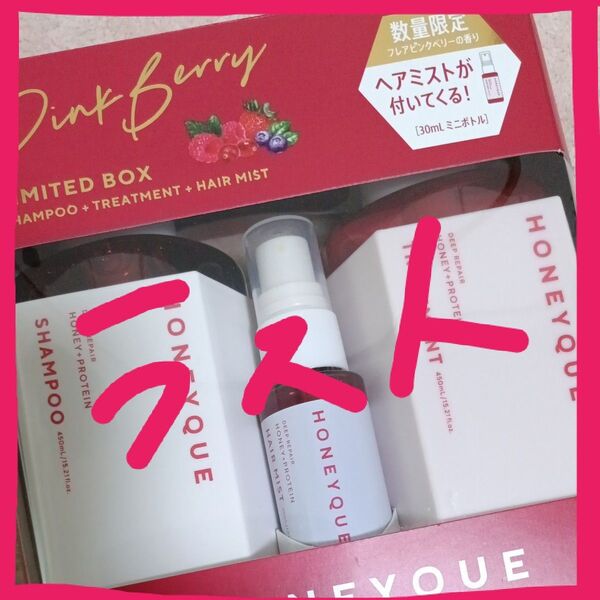 Pink Berry
LIMITED BOX
SHAMPOO + TREATMENT + HAIR MIST
数量限定
フレアピンクベリーの香り
ヘアミストが
付いてくる!
[30mL ミニボトル]
ラスト
HONEYQUE
DEEP REPAIR
HONEY+PROTEIN
SHAMPOO
450mL/15.21fl.oz.
HONEYQUE
DEEP REPAIR
HONEY+PROTEIN
HAIR MIST
HONEYQUE
DEEP REPAIR
HONEY+PROTEIN
TREATMENT
450mL/15.21fl.oz.
HONEYQUE